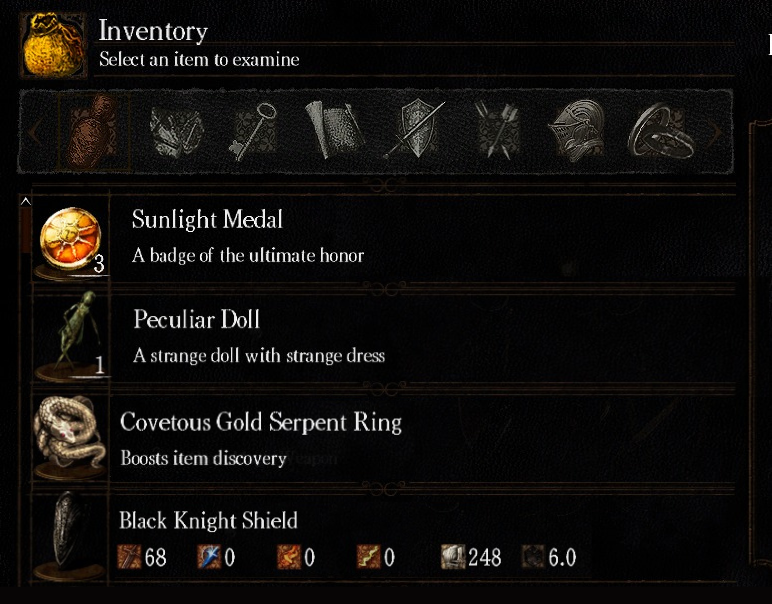 Inventory
Select an item to examine
Sunlight Medal
3
A badge of the ultimate honor
Peculiar Doll
1
A strange doll with strange dress
Covetous Gold Serpent Ring
Boosts item discovery
Black Knight Shield
68 0 0 0 248 6.0